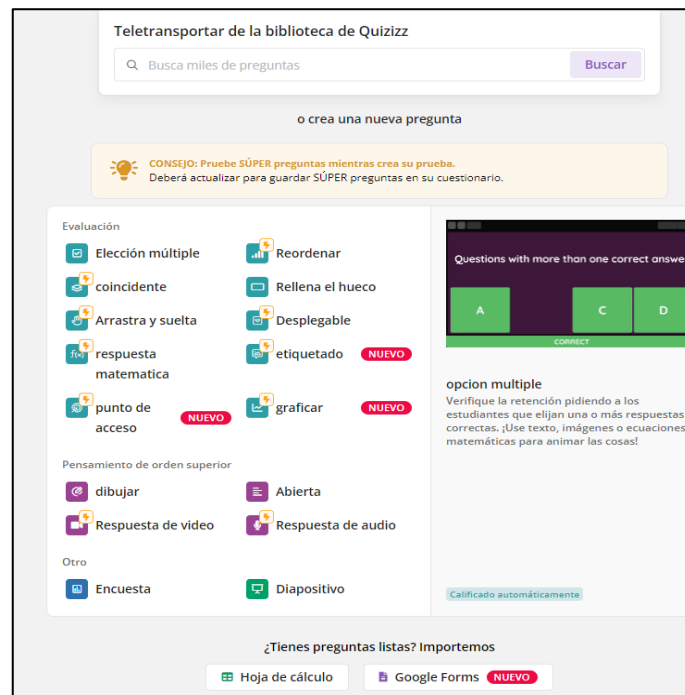 Teletransportar de la biblioteca de Quizizz
Busca miles de preguntas
Buscar
o crea una nueva pregunta
CONSEJO: Pruebe SÚPER preguntas mientras crea su prueba.
Deberá actualizar para guardar SÚPER preguntas en su cuestionario.
Evaluación
Elección múltiple
Reordenar
coincidente
Rellena el hueco
Arrastra y suelta
Desplegable
f(x) respuesta
matematica
etiquetado NUEVO
punto de
acceso NUEVO
graficar NUEVO
Pensamiento de orden superior
dibujar
Abierta
Respuesta de video
Respuesta de audio
Otro
Encuesta
Diapositivo
Questions with more than one correct answe
A C D
CORRECT
opcion multiple
Verifique la retención pidiendo a los
estudiantes que elijan una o más respuestas
correctas. ¡Use texto, imágenes o ecuaciones
matemáticas para animar las cosas!
Calificado automáticamente
¿Tienes preguntas listas? Importemos
Hoja de cálculo
Google Forms NUEVO